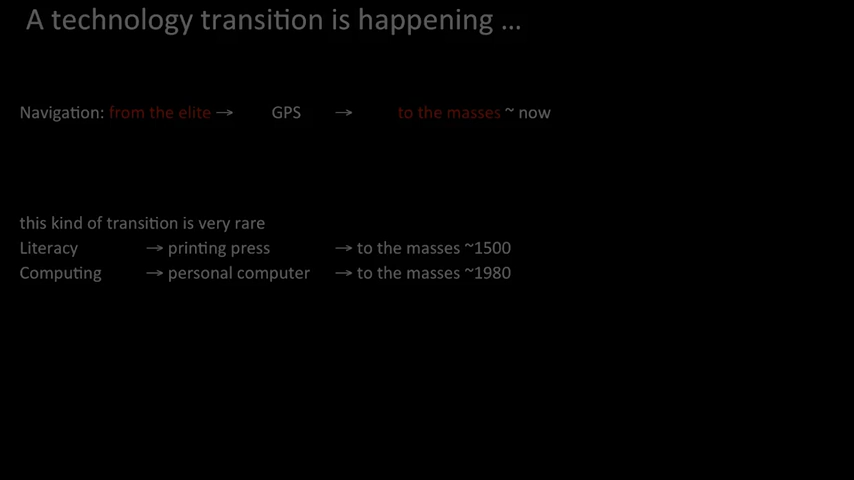 A technology transition is happening ...
Navigation: from the elite → GPS → to the masses ~ now
this kind of transition is very rare
Literacy → printing press → to the masses ~1500
Computing → personal computer → to the masses ~1980